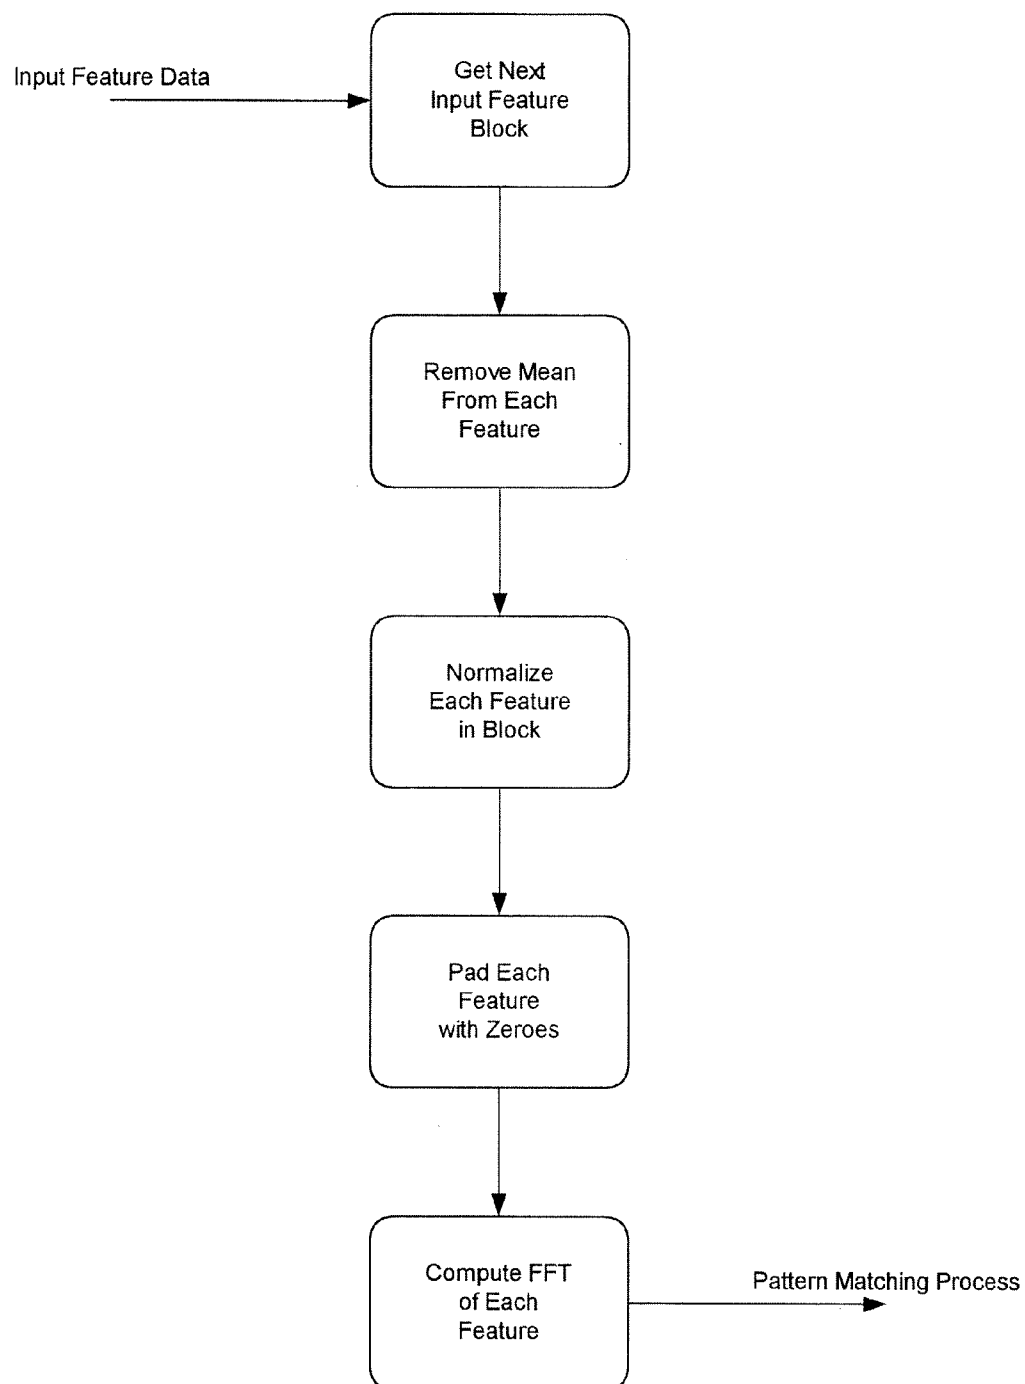 Input Feature Data
Get Next
Input Feature
Block
Remove Mean
From Each
Feature
Normalize
Each Feature
in Block
Pad Each
Feature
with Zeroes
Compute FFT
of Each
Feature
Pattern Matching Process